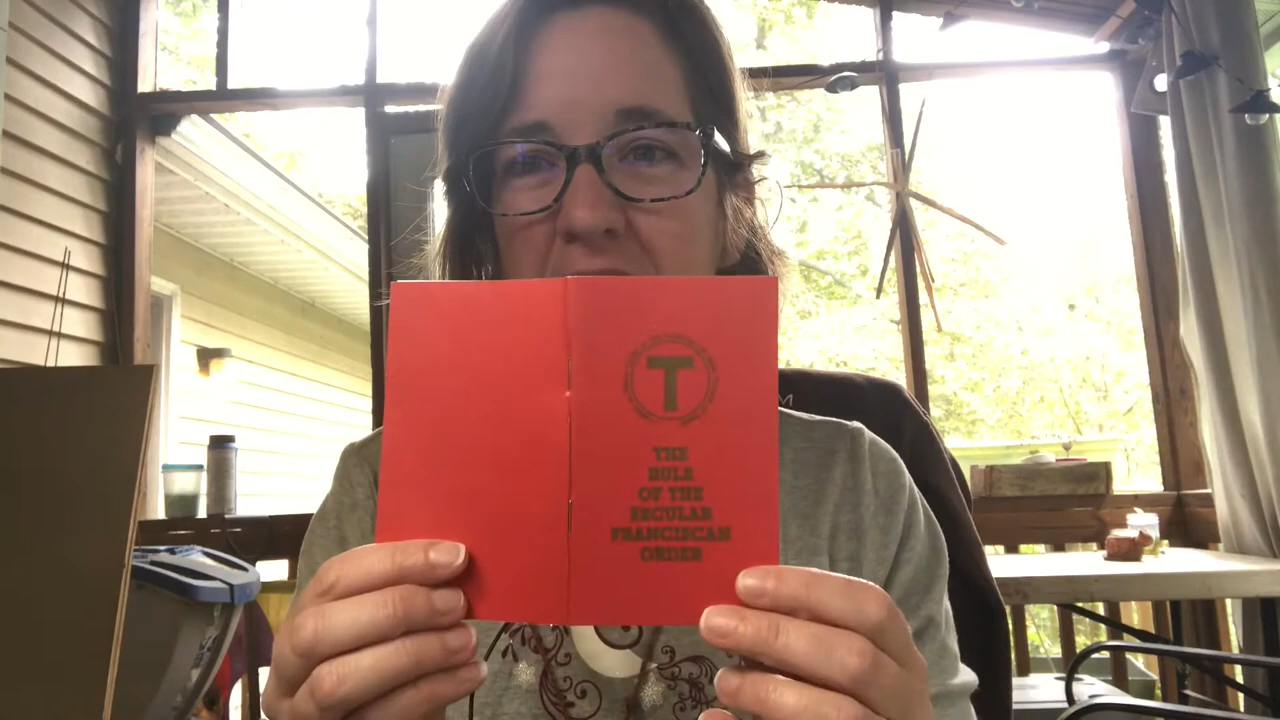 T
THE
RULE
OF THE
SECULAR
FRANCISCAN
ORDER